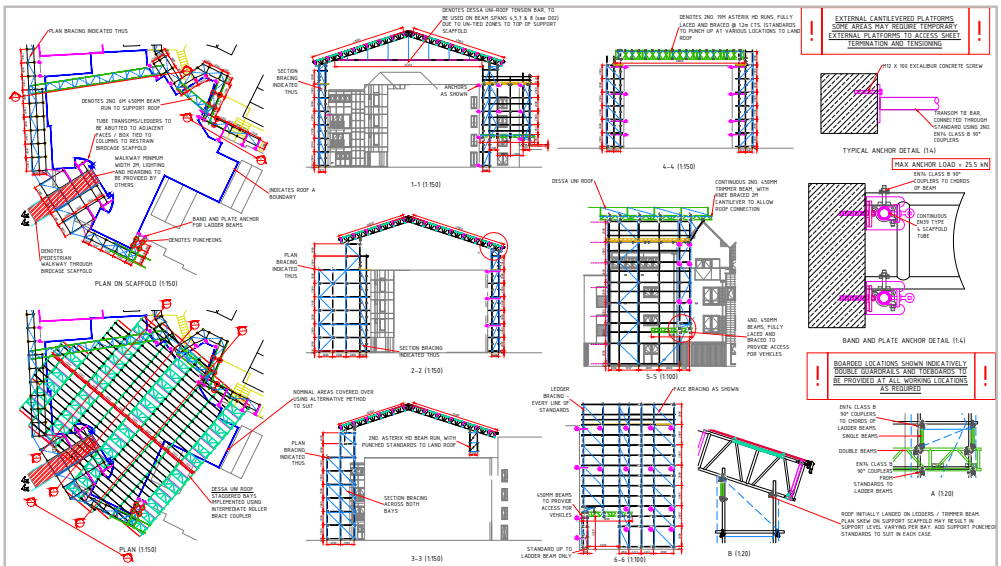 PLAN BRACING INDICATED THUS
DENOTES 2NO. 6M 450MM BEAM
RUN TO SUPPORT ROOF
TUBE TRANSOMS/LEDGERS TO
BE ABUTTED TO ADJACENT
FACES / BOX TIED TO
COLUMNS TO RESTRAIN
BIRDCAGE SCAFFOLD
WALKWAY MINIMUM
WIDTH 2M, LIGHTING
AND HOARDING TO
BE PROVIDED BY
OTHERS
INDICATES ROOF A
BOUNDARY
BAND AND PLATE ANCHOR
FOR LADDER BEAMS
DENOTES PUNCHEONS
DENOTES
PEDESTRIAN
WALKWAY THROUGH
BIRDCAGE SCAFFOLD
PLAN ON SCAFFOLD (1:150)
NOMINAL AREAS COVERED OVER
USING ALTERNATIVE METHOD
TO SUIT
DESSA UNI ROOF
STAGGERED BAYS
IMPLEMENTED USING
INTERMEDIATE ROLLER
BRACE COUPLER
PLAN (1:150)
DENOTES DESSA UNI-ROOF TENSION BAR, TO
BE USED ON BEAM SPANS 4,5,7 & 8 (see D02)
DUE TO UN-TIED ZONES TO TOP OF SUPPORT
SCAFFOLD
SECTION
BRACING
INDICATED
THUS
ANCHORS
AS SHOWN
1-1 (1:150)
PLAN
BRACING
INDICATED
THUS
SECTION BRACING
INDICATED THUS
2-2 (1:150)
2NO. ASTERIX HD BEAM RUN, WITH
PUNCHED STANDARDS TO LAND ROOF
PLAN
BRACING
INDICATED
THUS
SECTION BRACING
ACROSS BOTH
BAYS
3-3 (1:150)
DENOTES 2NO. 19M ASTERIX HD RUNS, FULLY
LACED AND BRACED @ 1.2m CTS. (STANDARDS
TO PUNCH UP AT VARIOUS LOCATIONS TO LAND
ROOF
4-4 (1:150)
DESSA UNI ROOF
CONTINUOUS 2NO. 450MM
TRIMMER BEAM, WITH
KNEE BRACED 2M
CANTILEVER TO ALLOW
ROOF CONNECTION
4NO. 450MM
BEAMS, FULLY
LACED AND
BRACED TO
PROVIDE ACCESS
FOR VEHICLES
5-5 (1:100)
LEDGER
BRACING -
EVERY LINE OF
STANDARDS
FACE BRACING AS SHOWN
450MM BEAMS
TO PROVIDE
ACCESS FOR
VEHICLES
STANDARD UP TO
LADDER BEAM ONLY
6-6 (1:100)
! EXTERNAL CANTILEVERED PLATFORMS !
SOME AREAS MAY REQUIRE TEMPORARY
EXTERNAL PLATFORMS TO ACCESS SHEET
TERMINATION AND TENSIONING
M12 X 100 EXCALIBUR CONCRETE SCREW
TRANSOM TIE BAR,
CONNECTED THROUGH
STANDARD USING 2NO.
EN74 CLASS B 90°
COUPLERS
TYPICAL ANCHOR DETAIL (1:4)
MAX ANCHOR LOAD = 25.5 kN
EN74 CLASS B 90°
COUPLERS TO CHORDS
OF BEAM
CONTINUOUS
EN39 TYPE
4 SCAFFOLD
TUBE
BAND AND PLATE ANCHOR DETAIL (1:4)
! BOARDED LOCATIONS SHOWN INDICATIVELY !
DOUBLE GUARDRAILS AND TOEBOARDS TO
BE PROVIDED AT ALL WORKING LOCATIONS
AS REQUIRED
EN74 CLASS B
90° COUPLERS
TO CHORDS OF
LADDER BEAMS
SINGLE BEAMS
DOUBLE BEAMS
EN74 CLASS B
90° COUPLERS
FROM
STANDARDS TO
LADDER BEAMS
A (1:20)
ROOF INITIALLY LANDED ON LEDGERS / TRIMMER BEAM.
PLAN SKEW ON SUPPORT SCAFFOLD MAY RESULT IN
SUPPORT LEVEL VARYING PER BAY. ADD SUPPORT PUNCHED
STANDARDS TO SUIT IN EACH CASE.
B (1:20)